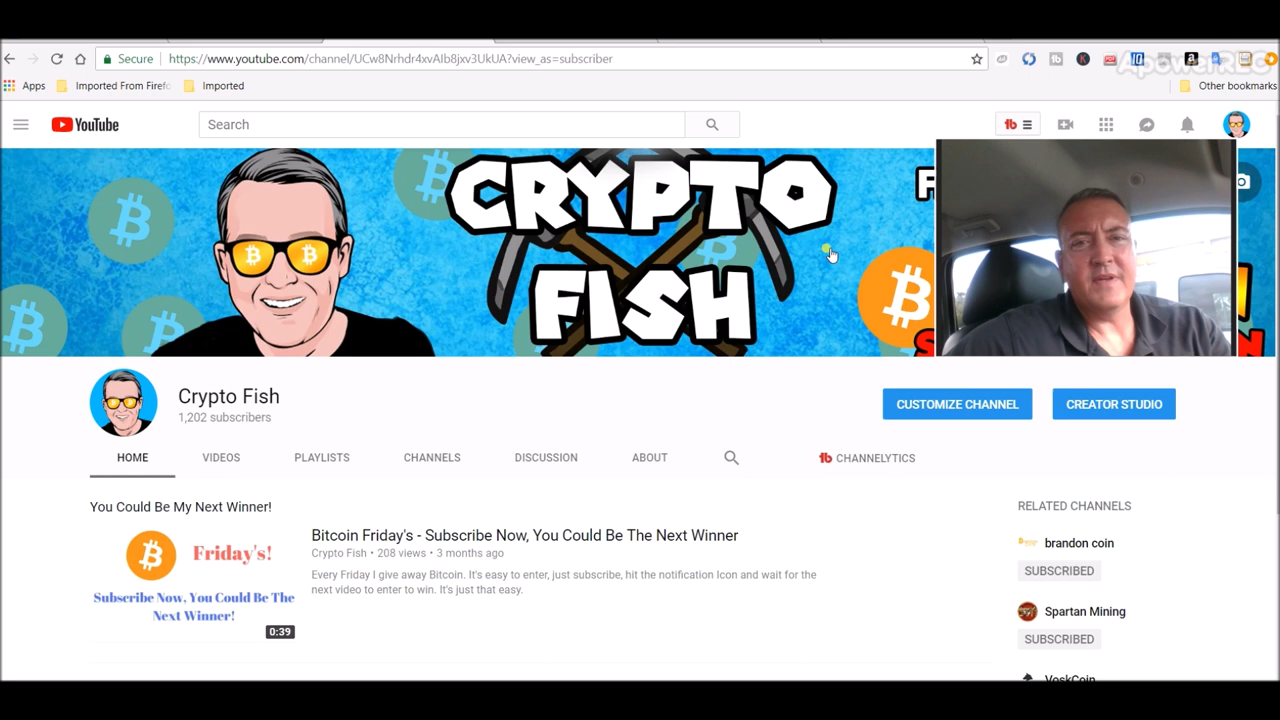 Secure https://www.youtube.com/channel/UCw8Nrhdr4xvAIb8jxv3UkUA?view_as=subscriber
ApowerREC
Apps Imported From Firefo Imported Other bookmarks
YouTube Search
CRYPTO
FISH
Crypto Fish
1,202 subscribers
CUSTOMIZE CHANNEL CREATOR STUDIO
HOME VIDEOS PLAYLISTS CHANNELS DISCUSSION ABOUT CHANNELYTICS
You Could Be My Next Winner!
Friday's!
Subscribe Now, You Could Be The
Next Winner!
0:39
Bitcoin Friday's - Subscribe Now, You Could Be The Next Winner
Crypto Fish • 208 views • 3 months ago
Every Friday I give away Bitcoin. It's easy to enter, just subscribe, hit the notification Icon and wait for the
next video to enter to win. It's just that easy.
RELATED CHANNELS
brandon coin
SUBSCRIBED
Spartan Mining
SUBSCRIBED
VoskCoin